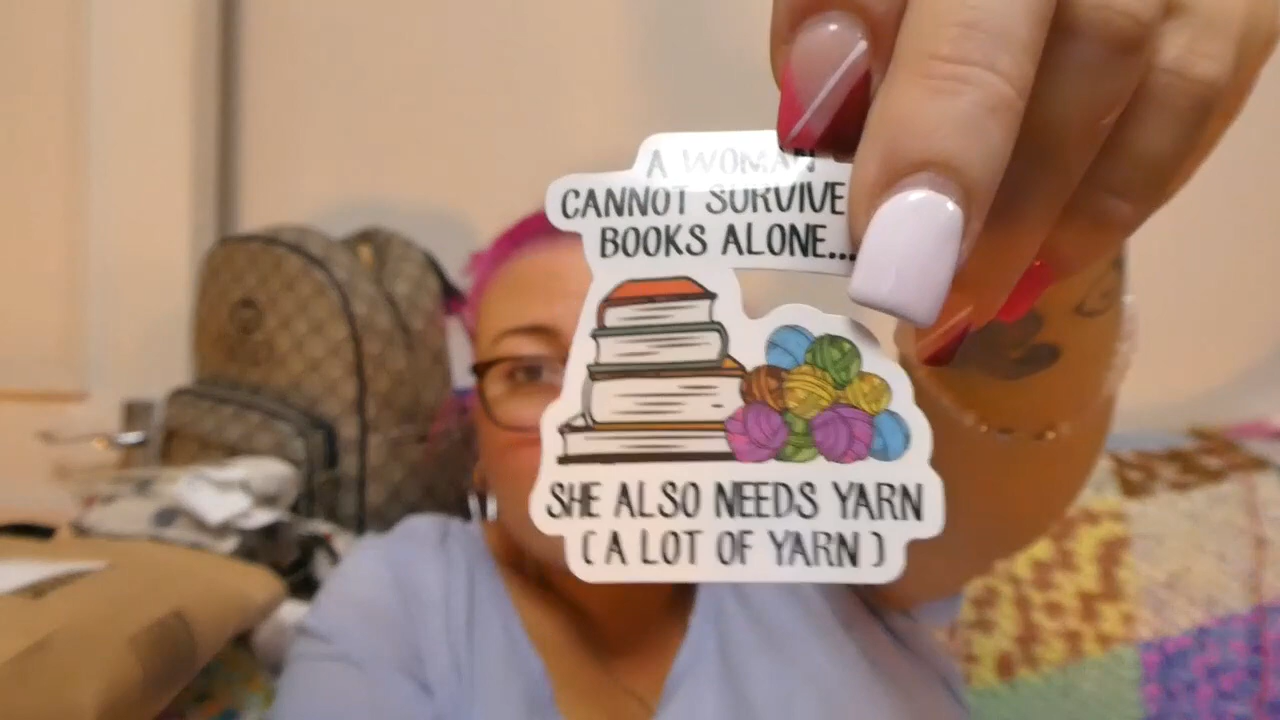 A WOMAN
CANNOT SURVIVE
BOOKS ALONE...
SHE ALSO NEEDS YARN
(A LOT OF YARN)